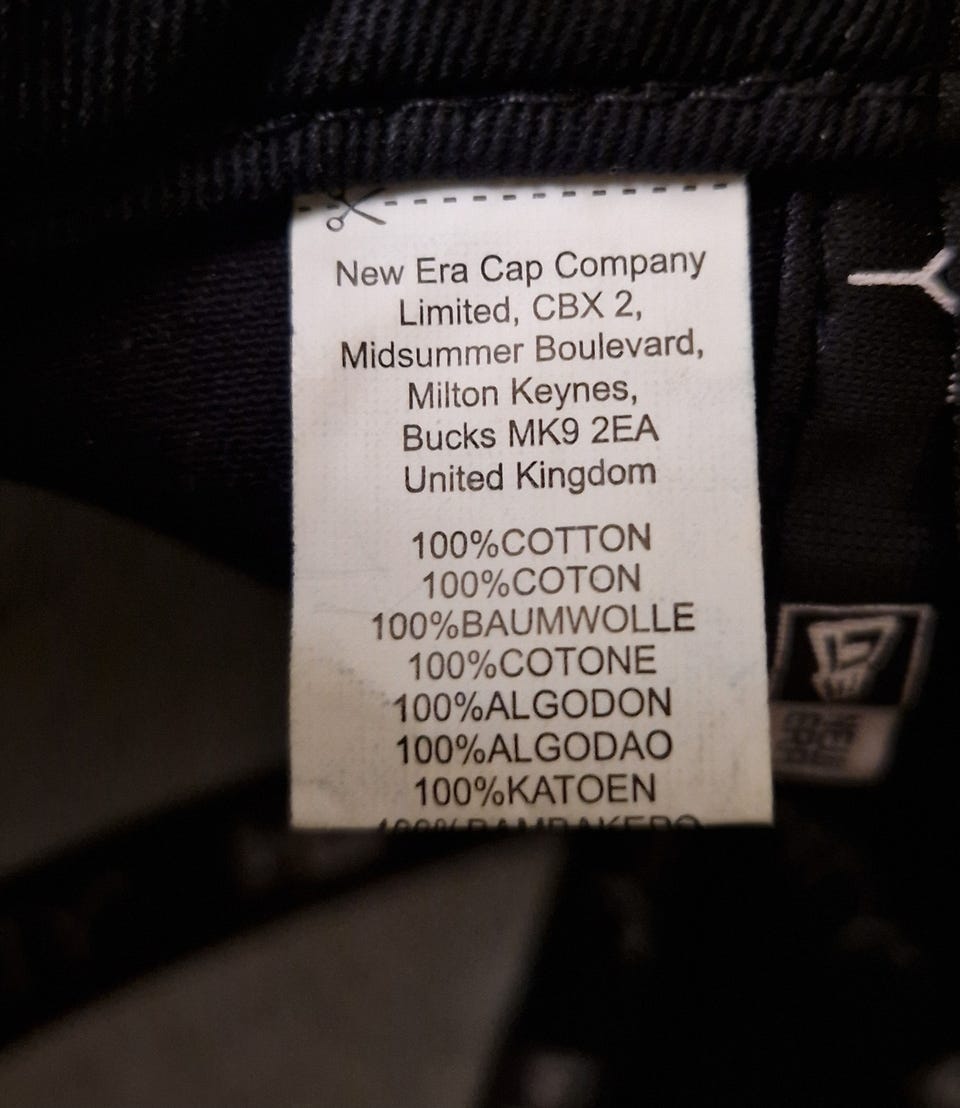 New Era Cap Company
Limited, CBX 2,
Midsummer Boulevard,
Milton Keynes,
Bucks MK9 2EA
United Kingdom
100%COTTON
100%COTON
100%BAUMWOLLE
100%COTONE
100%ALGODON
100%ALGODAO
100%KATOEN